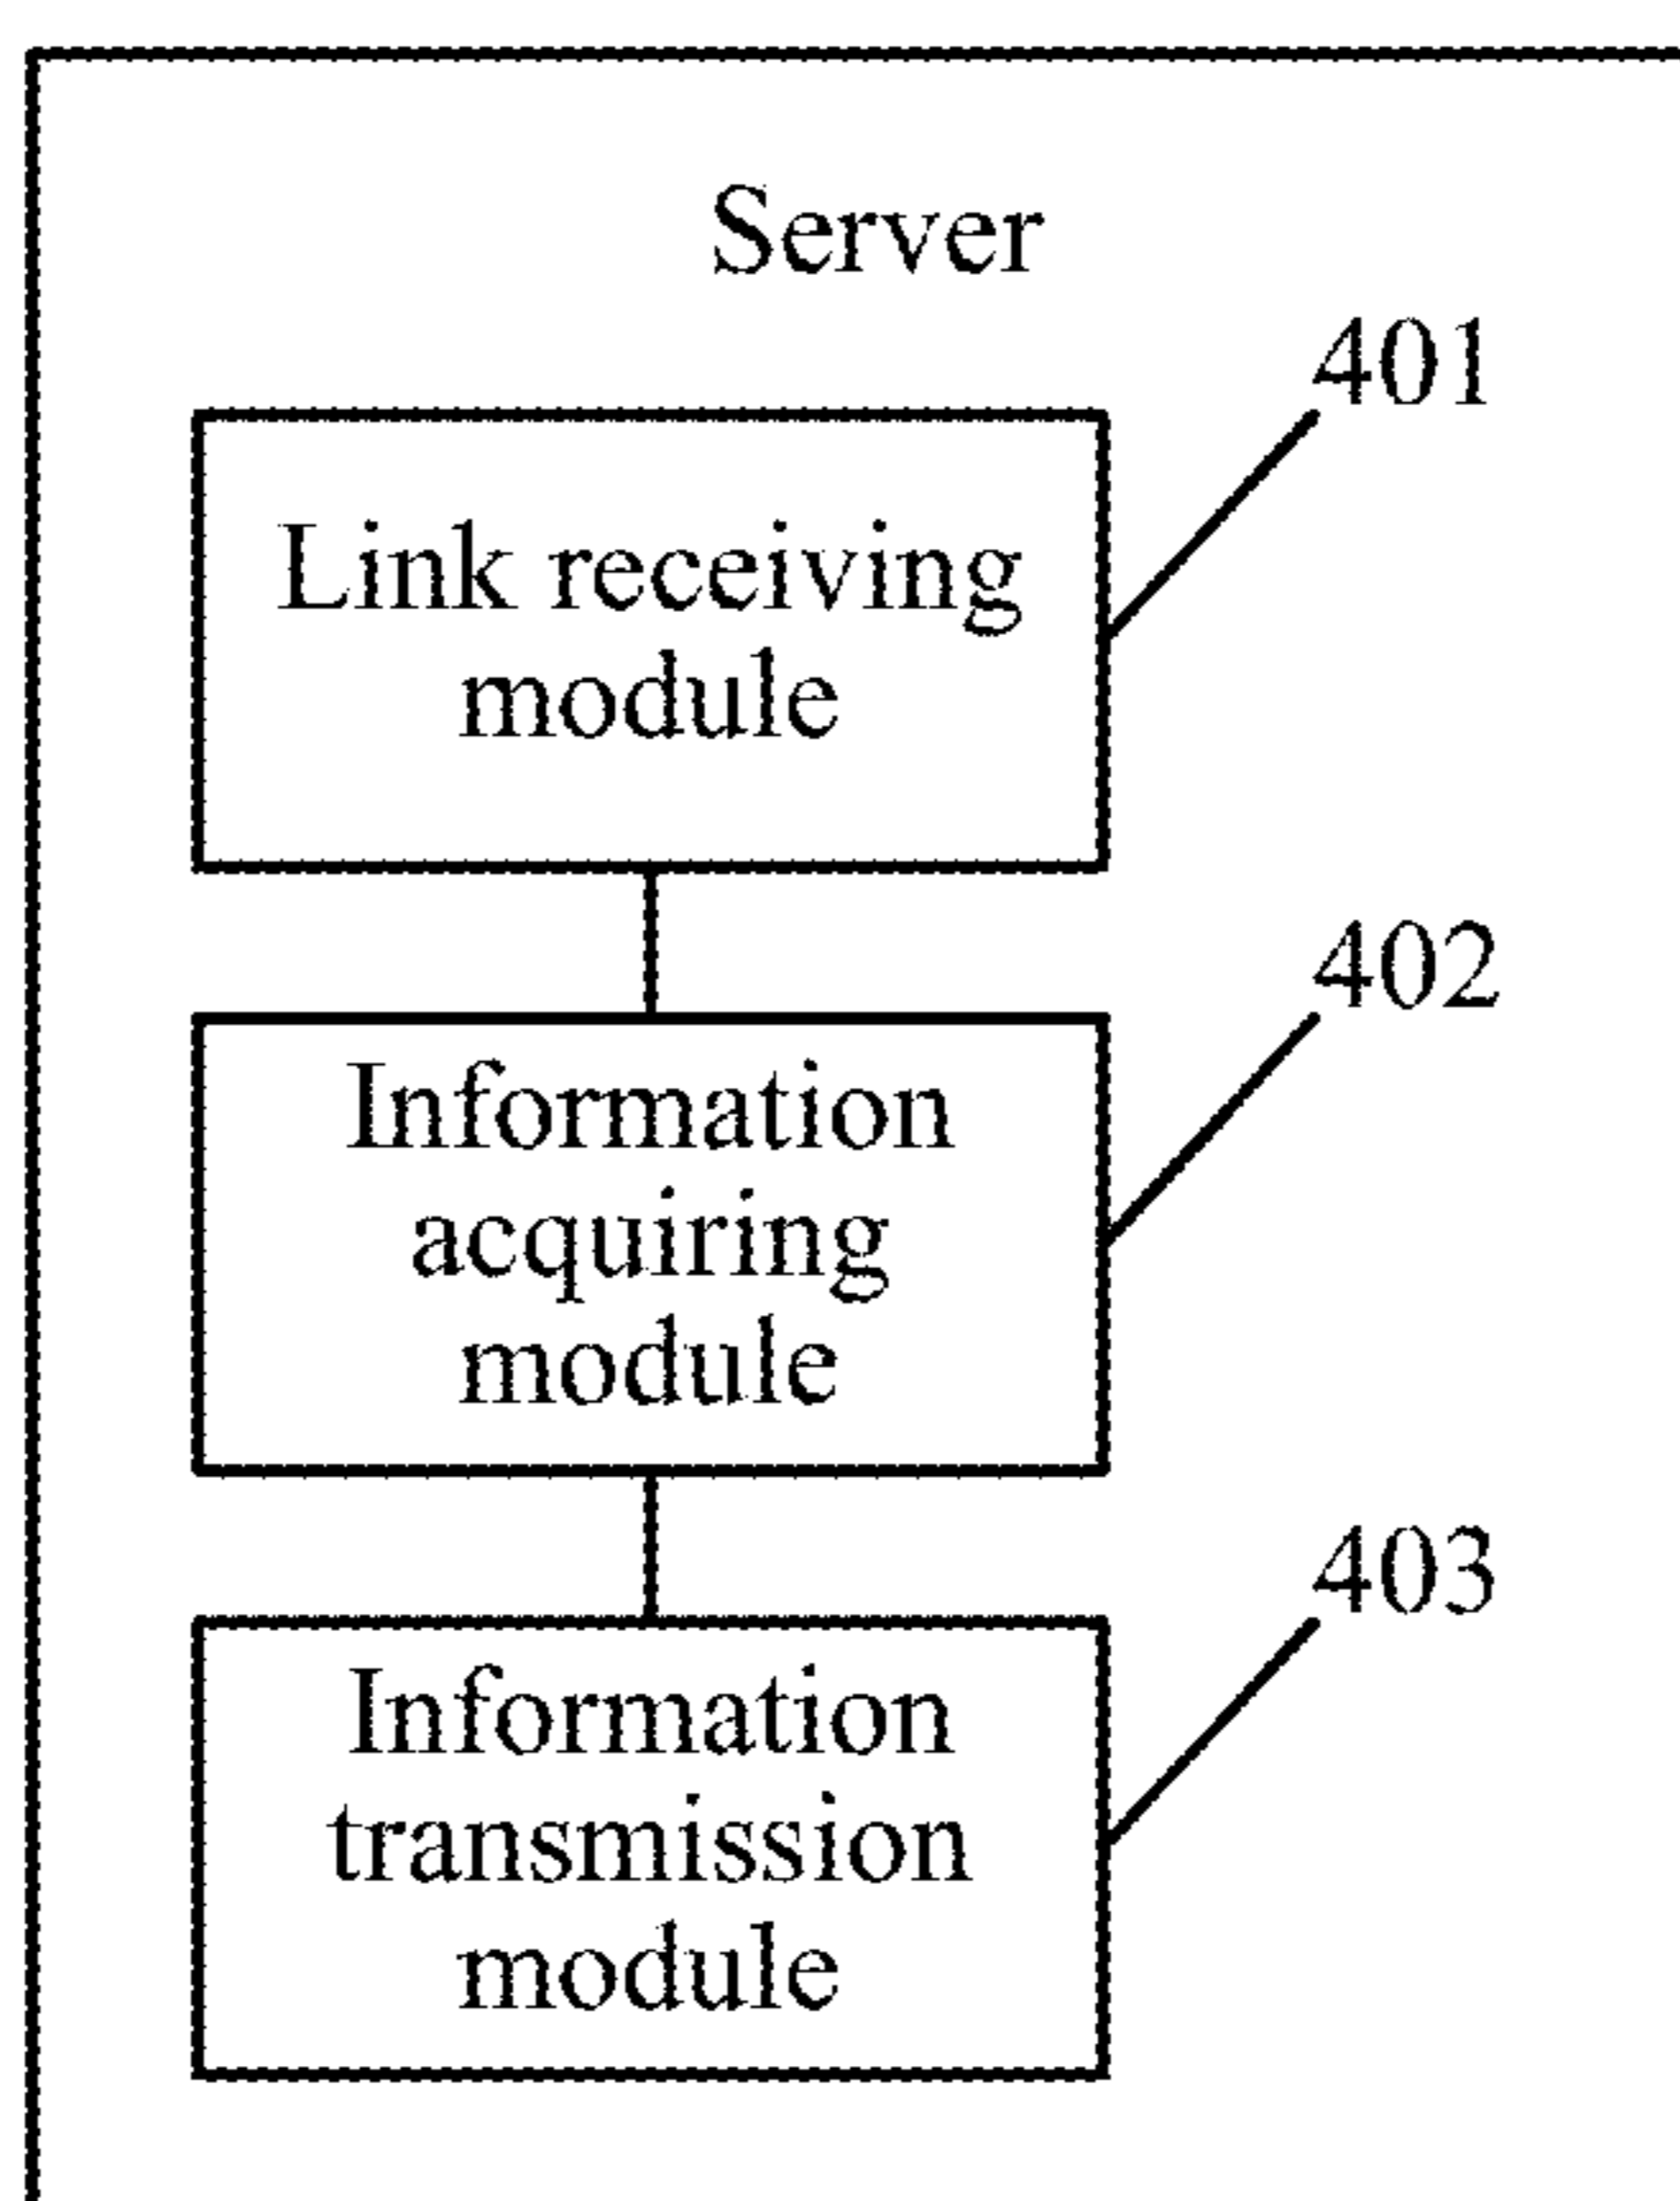 Server
401
Link receiving
module
402
Information
acquiring
module
403
Information
transmission
module